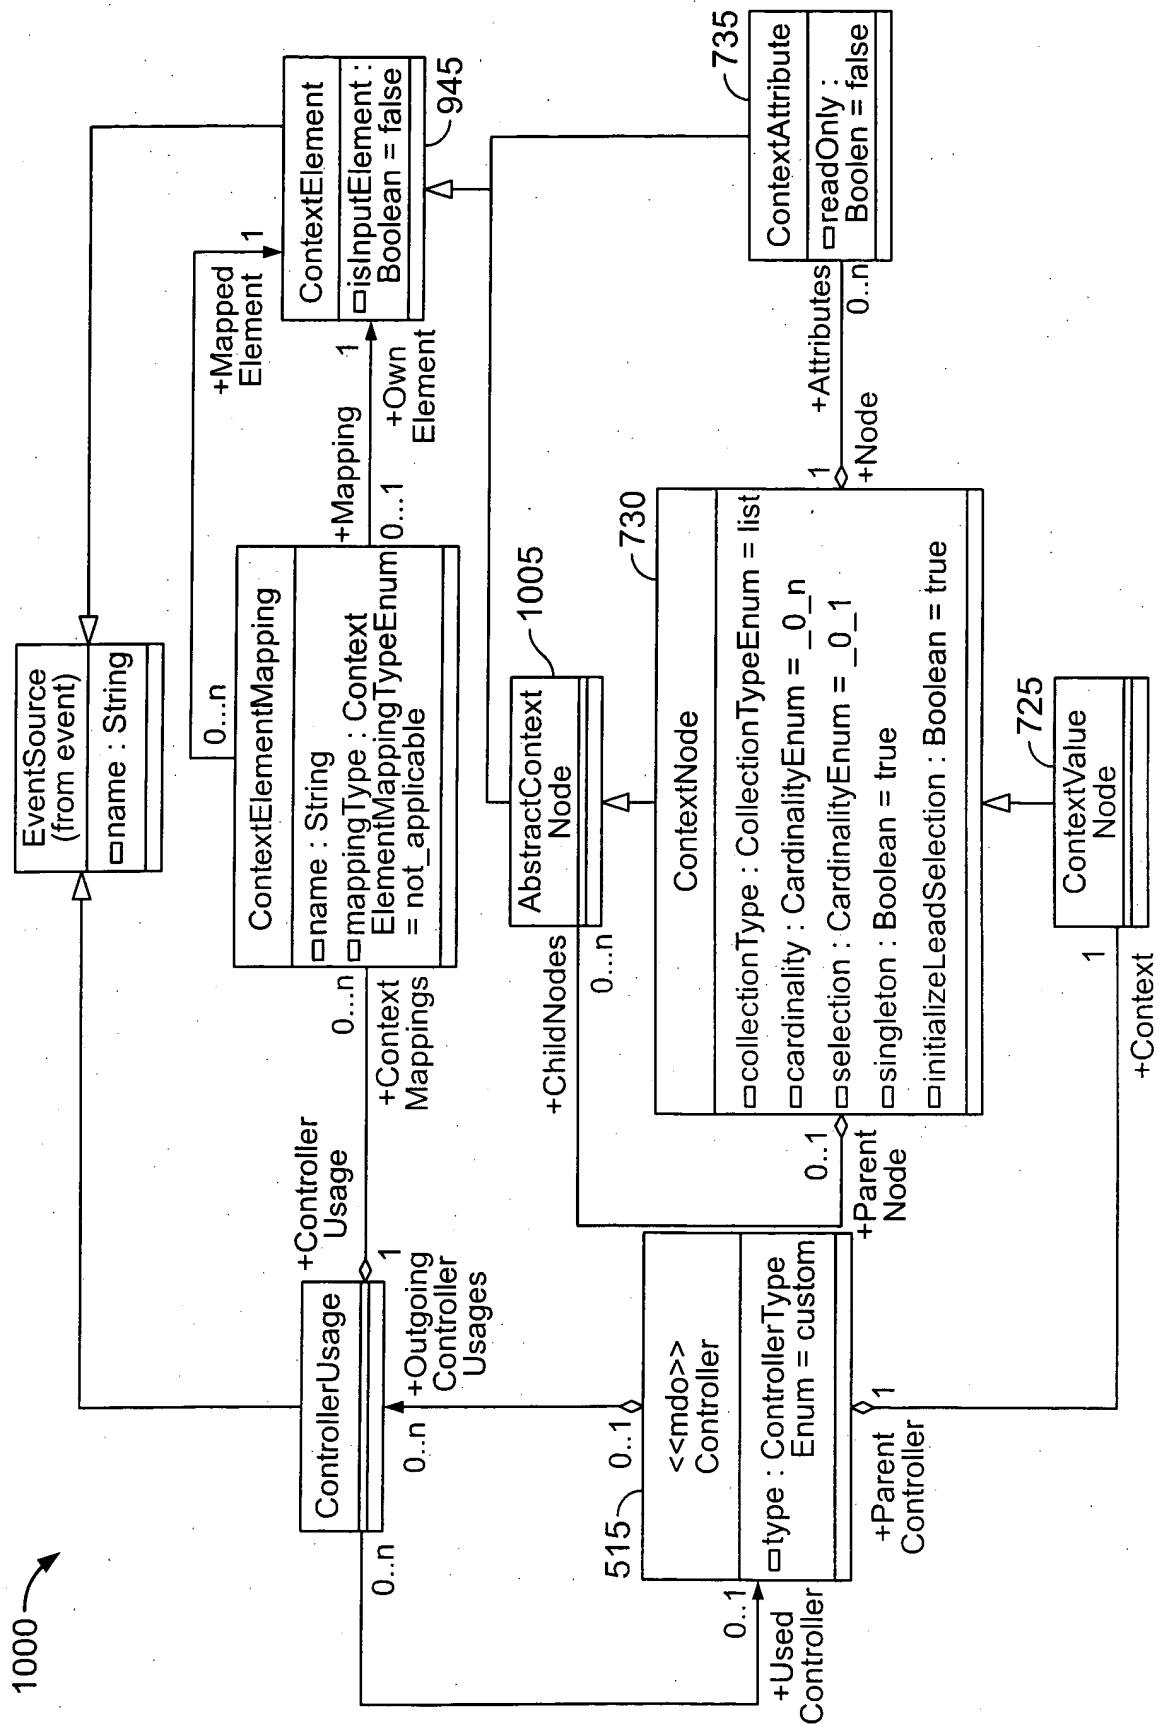 1000
EventSource
(from event)
name : String
ControllerUsage
0..n
+Controller
Usage
1
+Outgoing
Controller
Usages
0..n
0...n
+Context
Mappings
ContextElementMapping
name : String
mappingType : Context
ElementMappingTypeEnum
= not_applicable
0...n
+Mapping
0...1
+Mapped
Element
1
1
+Own
Element
ContextElement
isInputElement :
Boolean = false
945
AbstractContext
Node
1005
+ChildNodes
0...n
515
<<mdo>>
Controller
type : ControllerType
Enum = custom
0..1
0..1
+Used
Controller
+Parent
Controller
1
0..1
+Parent
Node
730
ContextNode
collectionType : CollectionTypeEnum = list
cardinality : CardinalityEnum = _0_n
selection : CardinalityEnum = _0_1
singleton : Boolean = true
initializeLeadSelection : Boolean = true
1
+Node
+Attributes
0...n
735
ContextAttribute
readOnly :
Boolen = false
725
ContextValue
Node
1
+Context